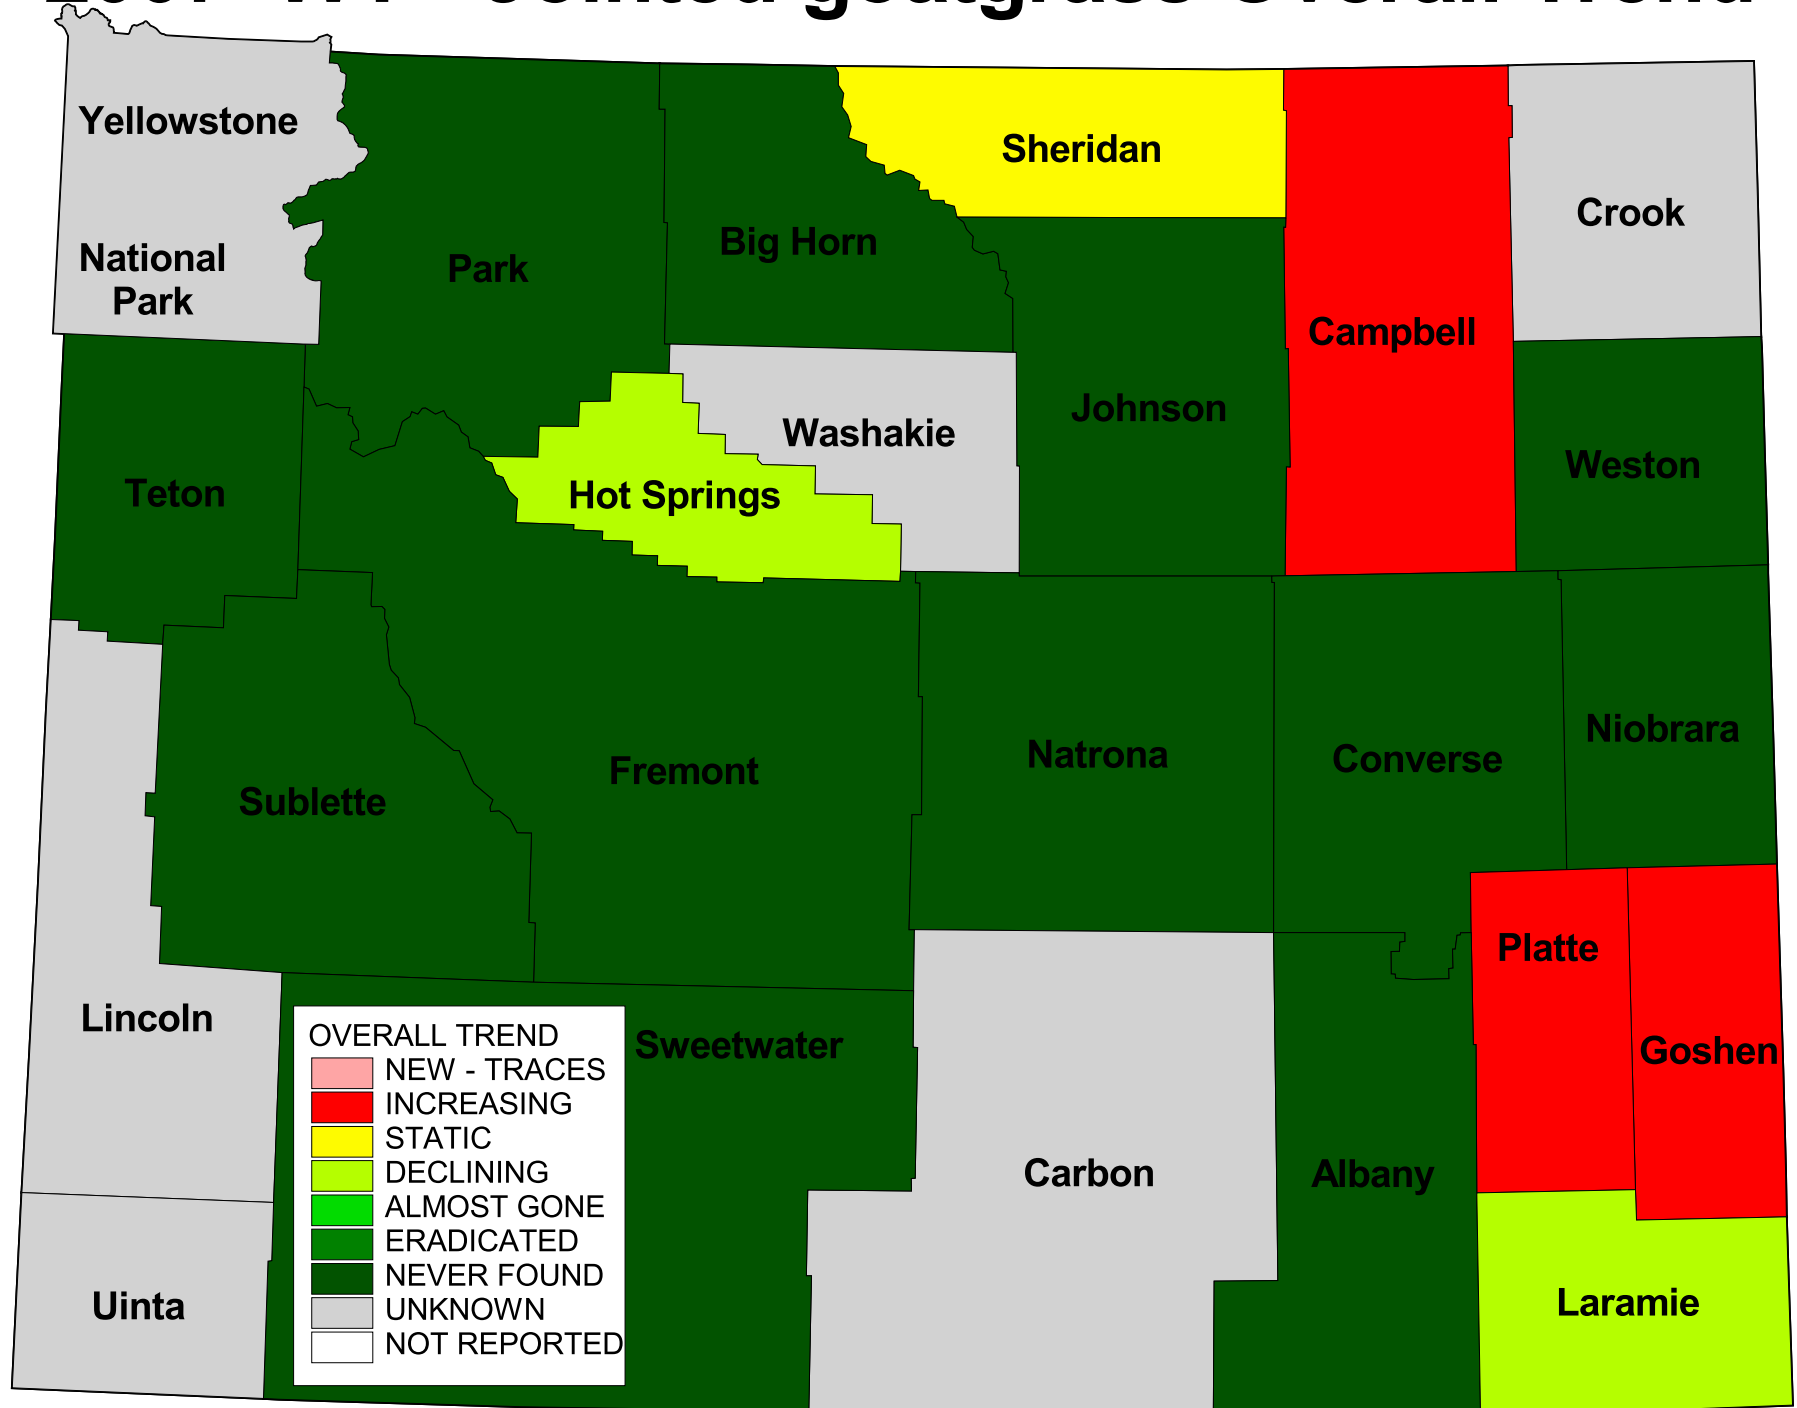 Yellowstone
Sheridan
Crook
Big Horn
National
Park
Park
Campbell
Johnson
Washakie
Weston
Teton
Hot Springs
Niobrara
Natrona
Converse
Fremont
Sublette
Platte
Lincoln
Sweetwater
Goshen
Carbon
Albany
Uinta
Laramie
OVERALL TREND
NEW - TRACES
INCREASING
STATIC
DECLINING
ALMOST GONE
ERADICATED
NEVER FOUND
UNKNOWN
NOT REPORTED